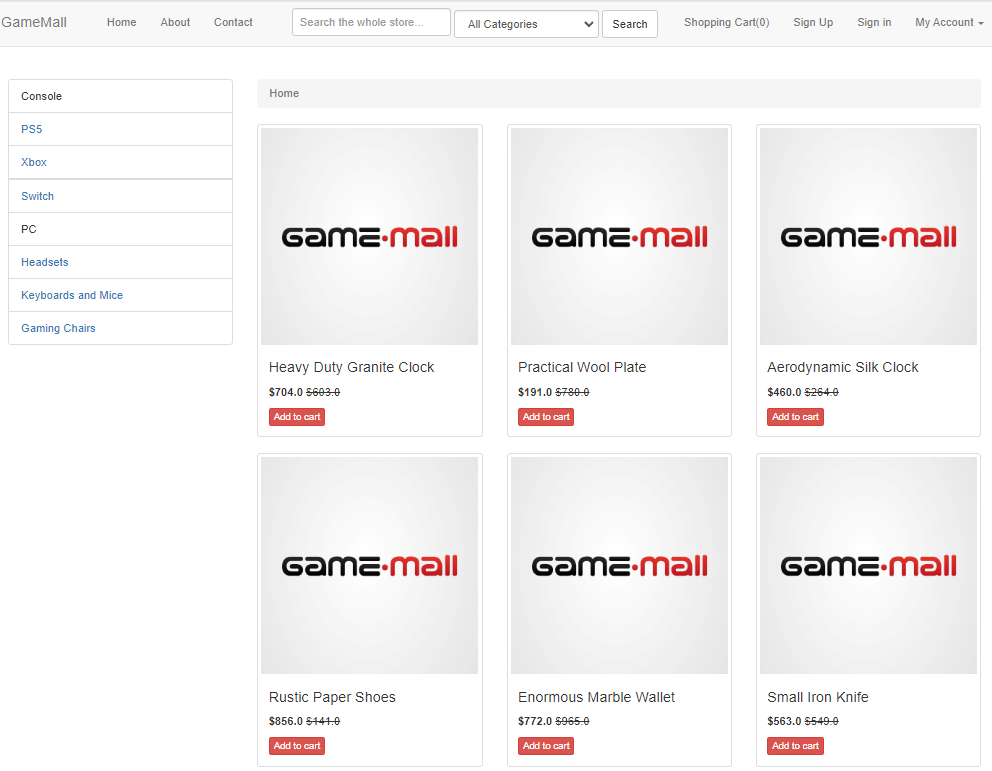 GameMall Home About Contact Search the whole store... All Categories Search Shopping Cart(0) Sign Up Sign in My Account
Console
PS5
Xbox
Switch
PC
Headsets
Keyboards and Mice
Gaming Chairs
Home
GAME·mall GAME·mall GAME·mall
Heavy Duty Granite Clock Practical Wool Plate Aerodynamic Silk Clock
$704.0 $603.0 $191.0 $780.0 $460.0 $264.0
Add to cart Add to cart Add to cart
GAME·mall GAME·mall GAME·mall
Rustic Paper Shoes Enormous Marble Wallet Small Iron Knife
$856.0 $141.0 $772.0 $965.0 $563.0 $549.0
Add to cart Add to cart Add to cart